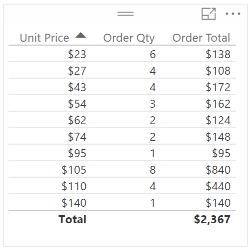 Unit Price Order Qty Order Total
$23 6 $138
$27 4 $108
$43 4 $172
$54 3 $162
$62 2 $124
$74 2 $148
$95 1 $95
$105 8 $840
$110 4 $440
$140 1 $140
Total $2,367